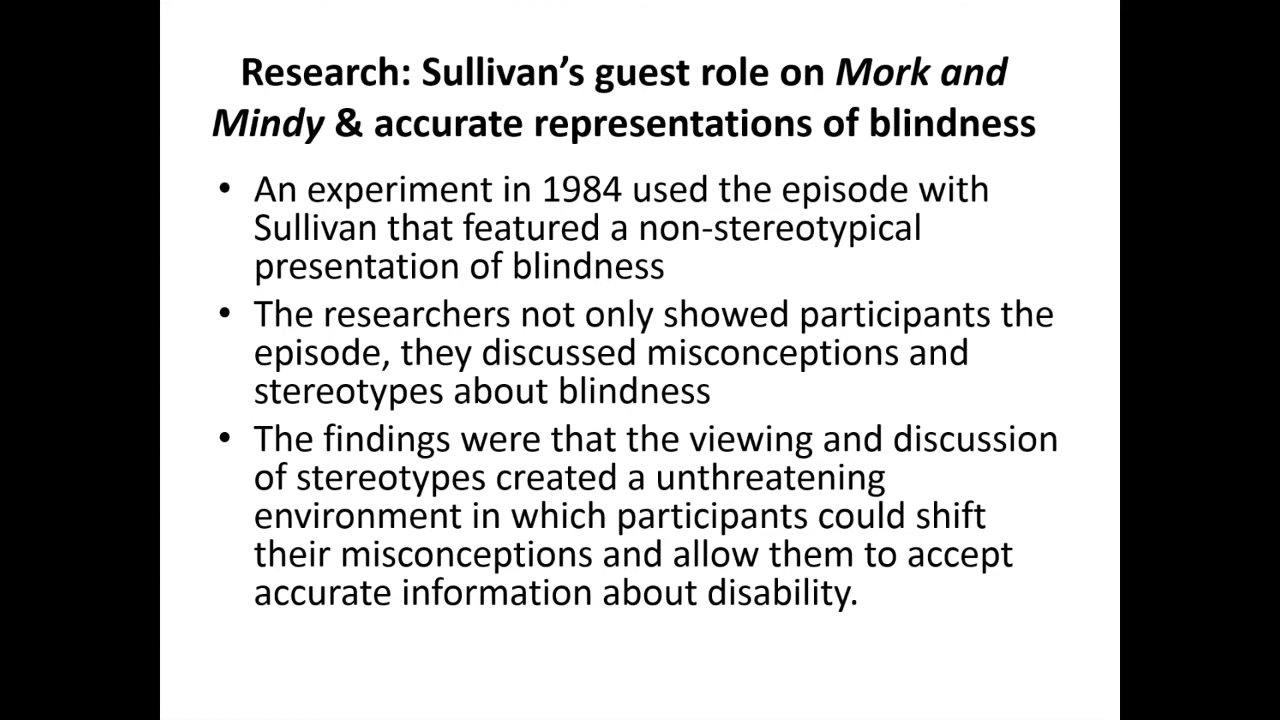 Research: Sullivan’s guest role on Mork and
Mindy & accurate representations of blindness
• An experiment in 1984 used the episode with
Sullivan that featured a non-stereotypical
presentation of blindness
• The researchers not only showed participants the
episode, they discussed misconceptions and
stereotypes about blindness
• The findings were that the viewing and discussion
of stereotypes created a unthreatening
environment in which participants could shift
their misconceptions and allow them to accept
accurate information about disability.